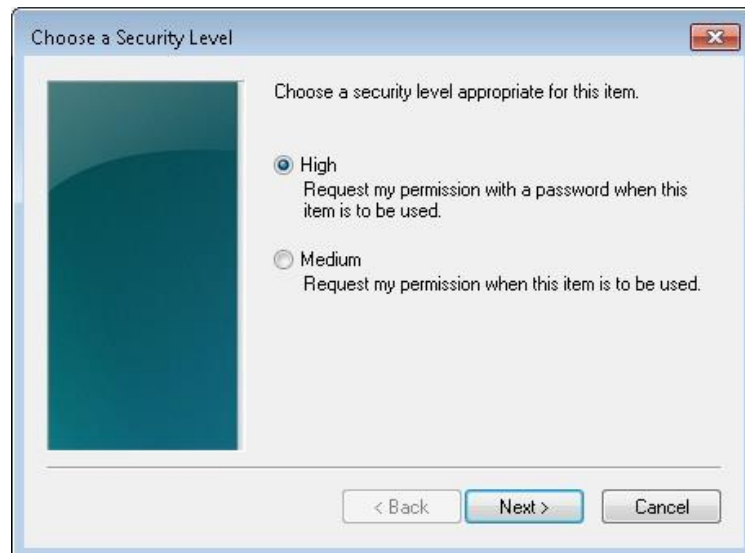 Choose a Security Level
Choose a security level appropriate for this item.
High
Request my permission with a password when this
item is to be used.
Medium
Request my permission when this item is to be used.
< Back
Next >
Cancel